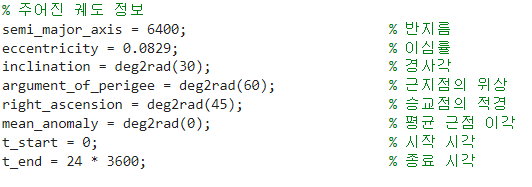 % 주어진 궤도 정보
semi_major_axis = 6400; % 반지름
eccentricity = 0.0829; % 이심률
inclination = deg2rad(30); % 경사각
argument_of_perigee = deg2rad(60); % 근지점의 위상
right_ascension = deg2rad(45); % 승교점의 적경
mean_anomaly = deg2rad(0); % 평균 근점 이각
t_start = 0; % 시작 시각
t_end = 24 * 3600; % 종료 시각